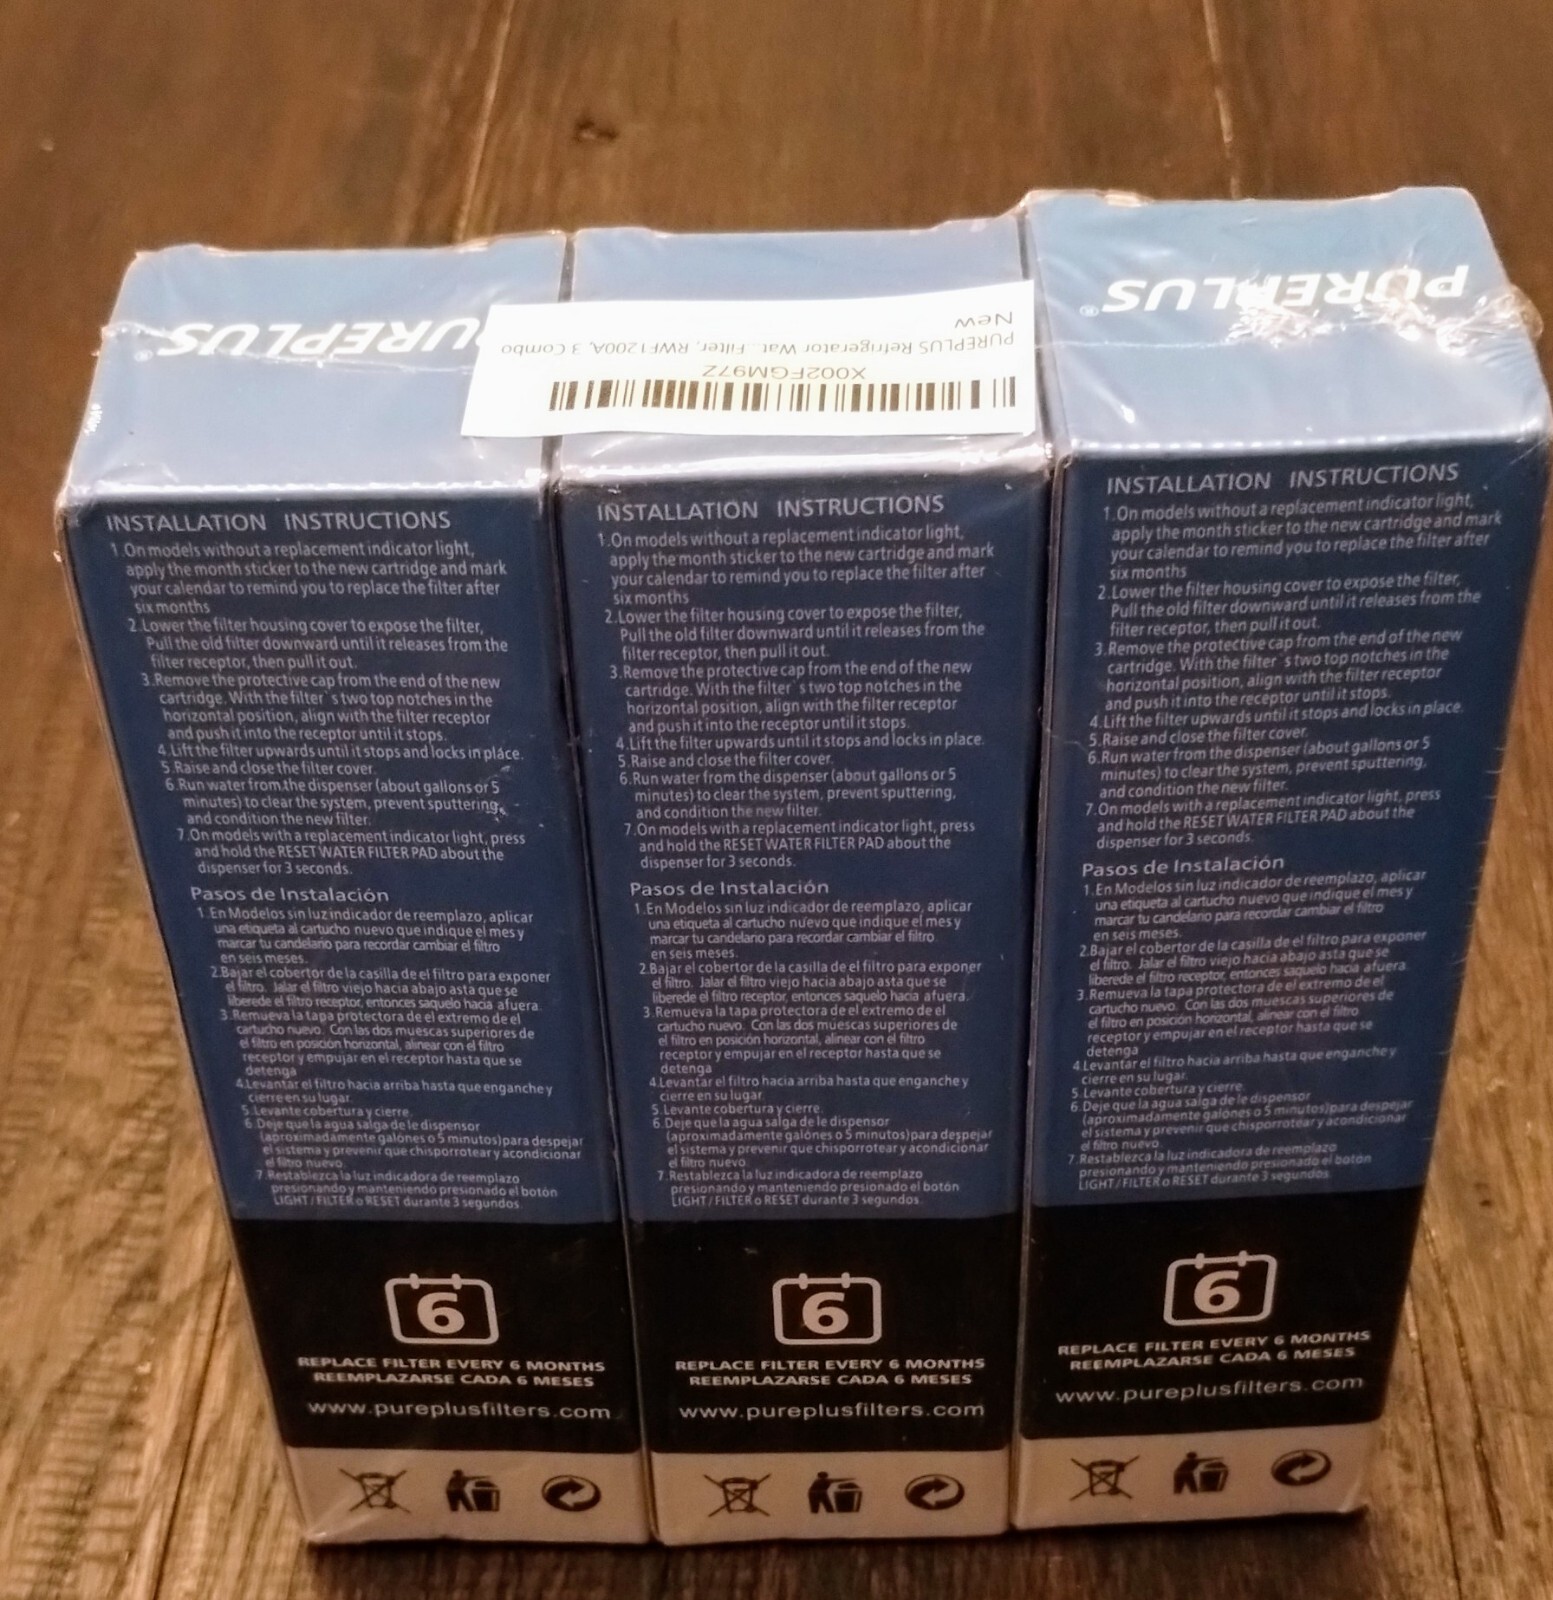 PUREPLUS®
PUREPLUS®
X002FGM97Z
PUREPLUS Refrigerator Wat...Filter, RWF1200A, 3 Combo
New
INSTALLATION INSTRUCTIONS
1.On models without a replacement indicator light,
apply the month sticker to the new cartridge and mark
your calendar to remind you to replace the filter after
six months
2.Lower the filter housing cover to expose the filter,
Pull the old filter downward until it releases from the
filter receptor, then pull it out.
3.Remove the protective cap from the end of the new
cartridge. With the filter`s two top notches in the
horizontal position, align with the filter receptor
and push it into the receptor until it stops.
4.Lift the filter upwards until it stops and locks in place.
5.Raise and close the filter cover.
6.Run water from the dispenser (about gallons or 5
minutes) to clear the system, prevent sputtering,
and condition the new filter.
7.On models with a replacement indicator light, press
and hold the RESET WATER FILTER PAD about the
dispenser for 3 seconds.
Pasos de Instalación
1.En Modelos sin luz indicador de reemplazo, aplicar
una etiqueta al cartucho nuevo que indique el mes y
marcar tu candelario para recordar cambiar el filtro
en seis meses.
2.Bajar el cobertor de la casilla de el filtro para exponer
el filtro. Jalar el filtro viejo hacia abajo asta que se
liberede el filtro receptor, entonces saquelo hacia afuera.
3.Remueva la tapa protectora de el extremo de el
cartucho nuevo. Con las dos muescas superiores de
el filtro en posición horizontal, alinear con el filtro
receptor y empujar en el receptor hasta que se
detenga
4.Levantar el filtro hacia arriba hasta que enganche y
cierre en su lugar.
5.Levante cobertura y cierre.
6.Deje que la agua salga de le dispensor
(aproximadamente galones o 5 minutos)para despejar
el sistema y prevenir que chisporrotear y acondicionar
el filtro nuevo.
7.Restablezca la luz indicadora de reemplazo
presionando y manteniendo presionado el botón
LIGHT/FILTER o RESET durante 3 segundos.
6
REPLACE FILTER EVERY 6 MONTHS
REEMPLAZARSE CADA 6 MESES
www.pureplusfilters.com
INSTALLATION INSTRUCTIONS
1.On models without a replacement indicator light,
apply the month sticker to the new cartridge and mark
your calendar to remind you to replace the filter after
six months
2.Lower the filter housing cover to expose the filter,
Pull the old filter downward until it releases from the
filter receptor, then pull it out.
3.Remove the protective cap from the end of the new
cartridge. With the filter`s two top notches in the
horizontal position, align with the filter receptor
and push it into the receptor until it stops.
4.Lift the filter upwards until it stops and locks in place.
5.Raise and close the filter cover.
6.Run water from the dispenser (about gallons or 5
minutes) to clear the system, prevent sputtering,
and condition the new filter.
7.On models with a replacement indicator light, press
and hold the RESET WATER FILTER PAD about the
dispenser for 3 seconds.
Pasos de Instalación
1.En Modelos sin luz indicador de reemplazo, aplicar
una etiqueta al cartucho nuevo que indique el mes y
marcar tu candelario para recordar cambiar el filtro
en seis meses.
2.Bajar el cobertor de la casilla de el filtro para exponer
el filtro. Jalar el filtro viejo hacia abajo asta que se
liberede el filtro receptor, entonces saquelo hacia afuera.
3.Remueva la tapa protectora de el extremo de el
cartucho nuevo. Con las dos muescas superiores de
el filtro en posición horizontal, alinear con el filtro
receptor y empujar en el receptor hasta que se
detenga
4.Levantar el filtro hacia arriba hasta que enganche y
cierre en su lugar.
5.Levante cobertura y cierre.
6.Deje que la agua salga de le dispensor
(aproximadamente galones o 5 minutos)para despejar
el sistema y prevenir que chisporrotear y acondicionar
el filtro nuevo.
7.Restablezca la luz indicadora de reemplazo
presionando y manteniendo presionado el botón
LIGHT/FILTER o RESET durante 3 segundos.
6
REPLACE FILTER EVERY 6 MONTHS
REEMPLAZARSE CADA 6 MESES
www.pureplusfilters.com
INSTALLATION INSTRUCTIONS
1.On models without a replacement indicator light,
apply the month sticker to the new cartridge and mark
your calendar to remind you to replace the filter after
six months
2.Lower the filter housing cover to expose the filter,
Pull the old filter downward until it releases from the
filter receptor, then pull it out.
3.Remove the protective cap from the end of the new
cartridge. With the filter`s two top notches in the
horizontal position, align with the filter receptor
and push it into the receptor until it stops.
4.Lift the filter upwards until it stops and locks in place.
5.Raise and close the filter cover.
6.Run water from the dispenser (about gallons or 5
minutes) to clear the system, prevent sputtering,
and condition the new filter.
7.On models with a replacement indicator light, press
and hold the RESET WATER FILTER PAD about the
dispenser for 3 seconds.
Pasos de Instalación
1.En Modelos sin luz indicador de reemplazo, aplicar
una etiqueta al cartucho nuevo que indique el mes y
marcar tu candelario para recordar cambiar el filtro
en seis meses.
2.Bajar el cobertor de la casilla de el filtro para exponer
el filtro. Jalar el filtro viejo hacia abajo asta que se
liberede el filtro receptor, entonces saquelo hacia afuera.
3.Remueva la tapa protectora de el extremo de el
cartucho nuevo. Con las dos muescas superiores de
el filtro en posición horizontal, alinear con el filtro
receptor y empujar en el receptor hasta que se
detenga
4.Levantar el filtro hacia arriba hasta que enganche y
cierre en su lugar.
5.Levante cobertura y cierre.
6.Deje que la agua salga de le dispensor
(aproximadamente galones o 5 minutos)para despejar
el sistema y prevenir que chisporrotear y acondicionar
el filtro nuevo.
7.Restablezca la luz indicadora de reemplazo
presionando y manteniendo presionado el botón
LIGHT/FILTER o RESET durante 3 segundos.
6
REPLACE FILTER EVERY 6 MONTHS
REEMPLAZARSE CADA 6 MESES
www.pureplusfilters.com